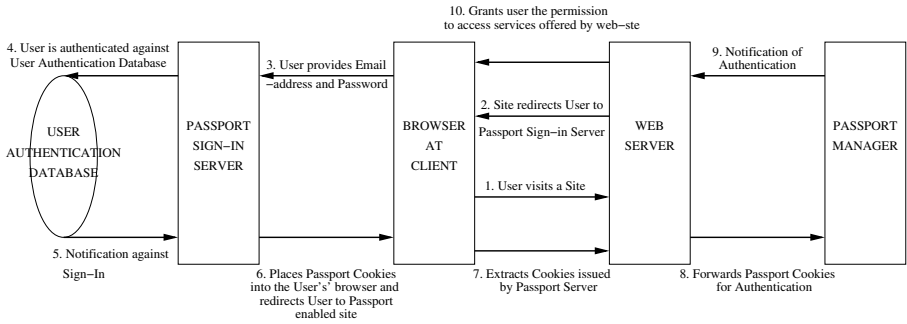 10. Grants user the permission
to access services offered by web-ste
4. User is authenticated against
User Authentication Database
3. User provides Email
-address and Password
9. Notification of
Authentication
2. Site redirects User to
Passport Sign-in Server
USER
AUTHENTICATION
DATABASE
PASSPORT
SIGN-IN
SERVER
BROWSER
AT
CLIENT
WEB
SERVER
PASSPORT
MANAGER
1. User visits a Site
5. Notification against
Sign-In
6. Places Passport Cookies
into the User's' browser and
redirects User to Passport
enabled site
7. Extracts Cookies issued
by Passport Server
8. Forwards Passport Cookies
for Authentication